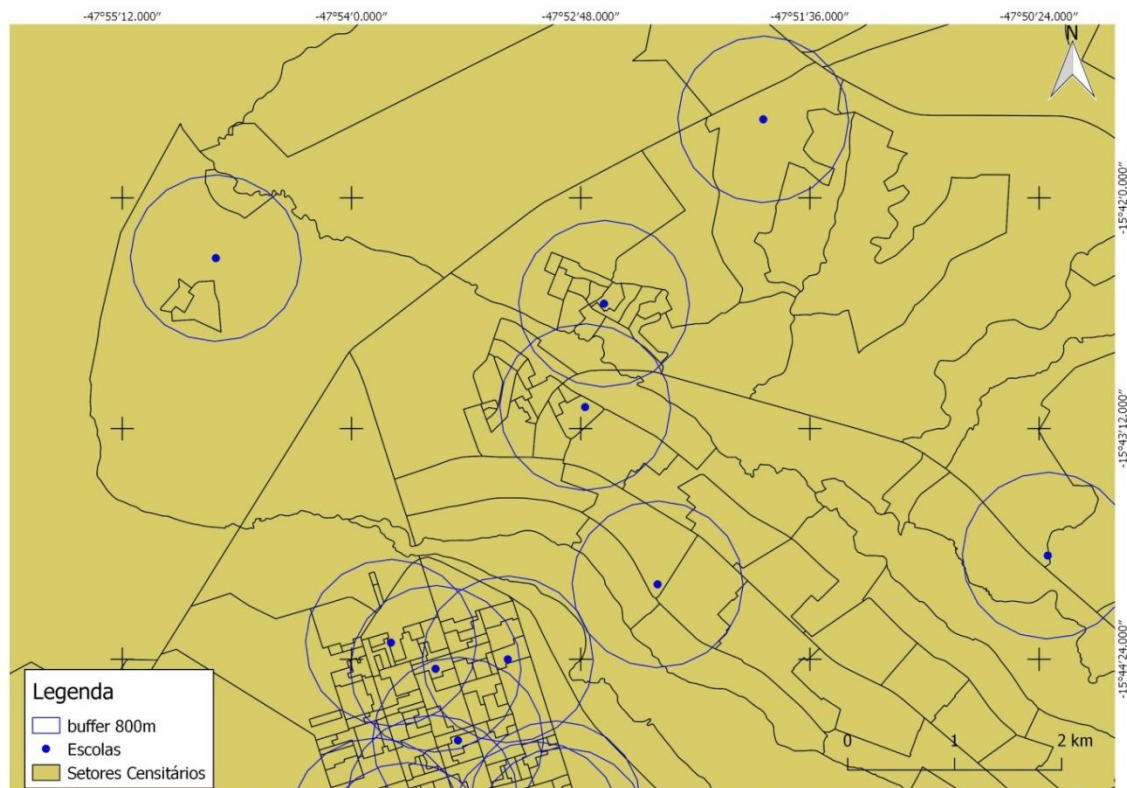 -47°55'12.000"
-47°54'0.000"
-47°52'48.000"
-47°51'36.000"
-47°50'24.000"
N
-15°42'0.000"
-15°43'12.000"
-15°44'24.000"
Legenda
buffer 800m
Escolas
Setores Censitários
0 1 2 km